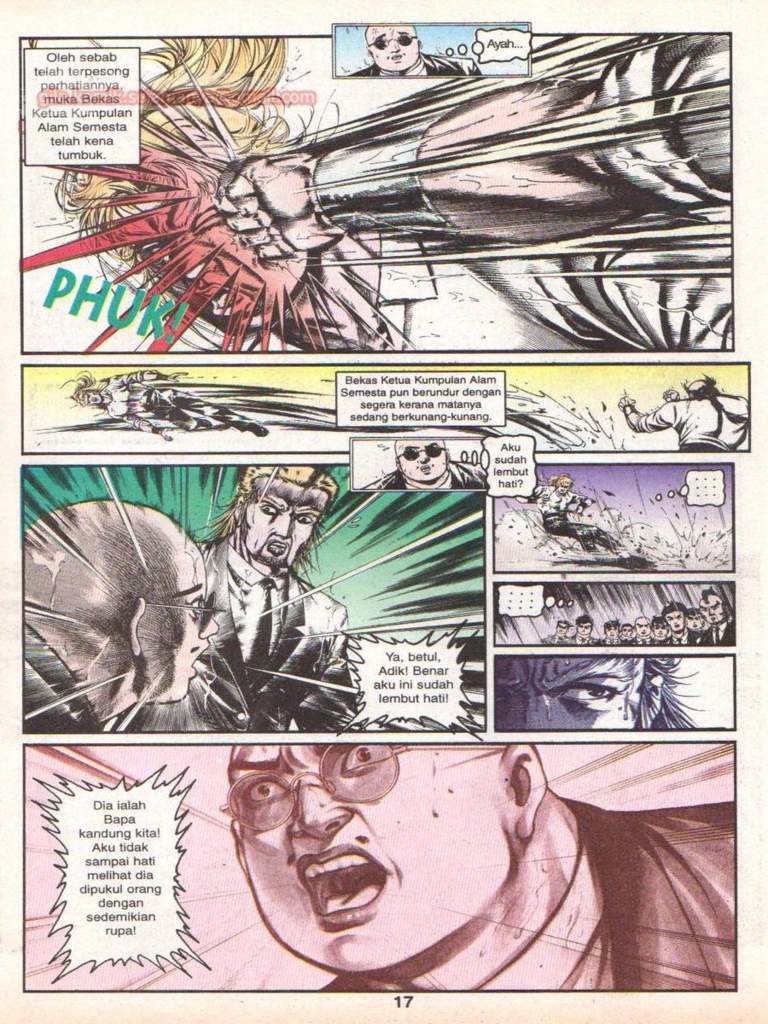 Ayah...
Oleh sebab
telah terpesong
perhatiannya,
muka Bekas
Ketua Kumpulan
Alam Semesta
telah kena
tumbuk.
PHUK!
Bekas Ketua Kumpulan Alam
Semesta pun berundur dengan
segera kerana matanya
sedang berkunang-kunang.
Aku
sudah
lembut
hati?
Ya, betul,
Adik! Benar
aku ini sudah
lembut hati!
Dia ialah
Bapa
kandung kita!
Aku tidak
sampai hati
melihat dia
dipukul orang
dengan
sedemikian
rupa!
17